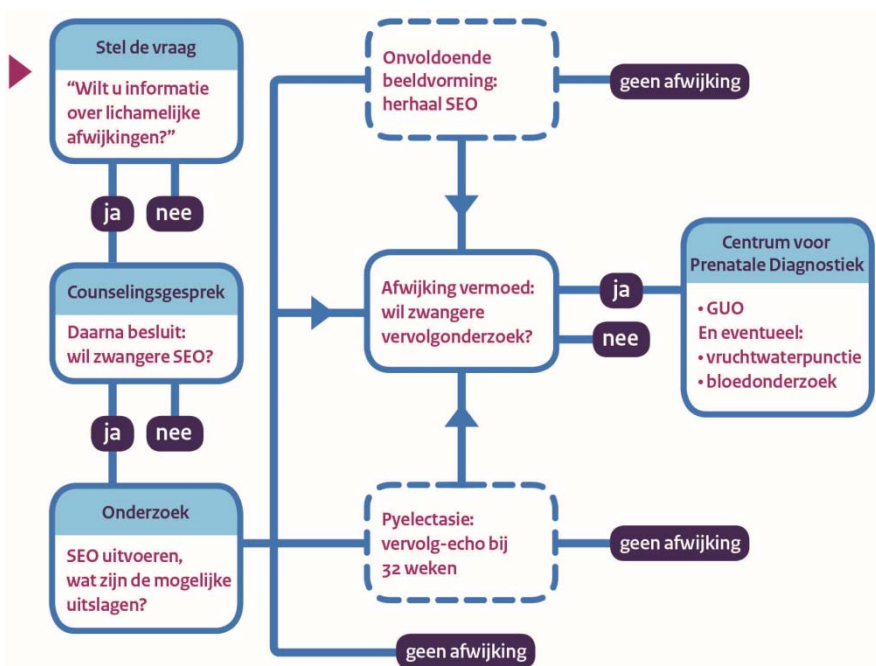 Stel de vraag
“Wilt u informatie
over lichamelijke
afwijkingen?”
ja
nee
Counselingsgesprek
Daarna besluit:
wil zwangere SEO?
ja
nee
Onderzoek
SEO uitvoeren,
wat zijn de mogelijke
uitslagen?
Onvoldoende
beeldvorming:
herhaal SEO
geen afwijking
Afwijking vermoed:
wil zwangere
vervolgonderzoek?
ja
nee
Centrum voor
Prenatale Diagnostiek
• GUO
En eventueel:
• vruchtwaterpunctie
• bloedonderzoek
Pyelectasie:
vervolg-echo bij
32 weken
geen afwijking
geen afwijking